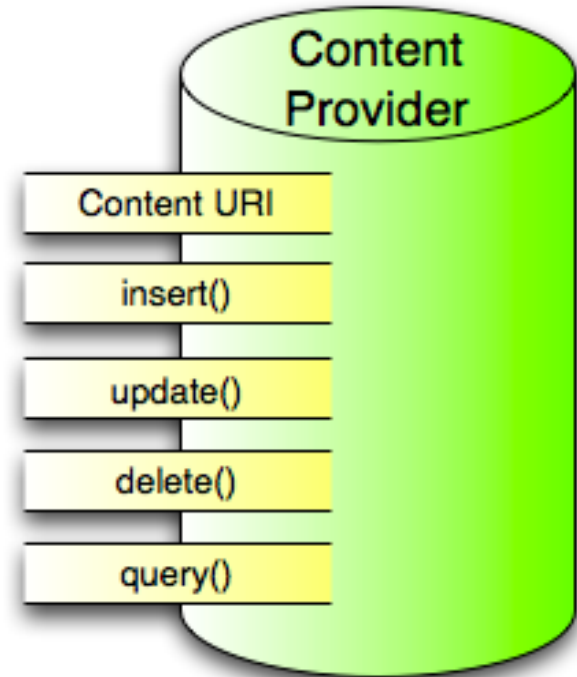 Content
Provider
Content URI
insert()
update()
delete()
query()